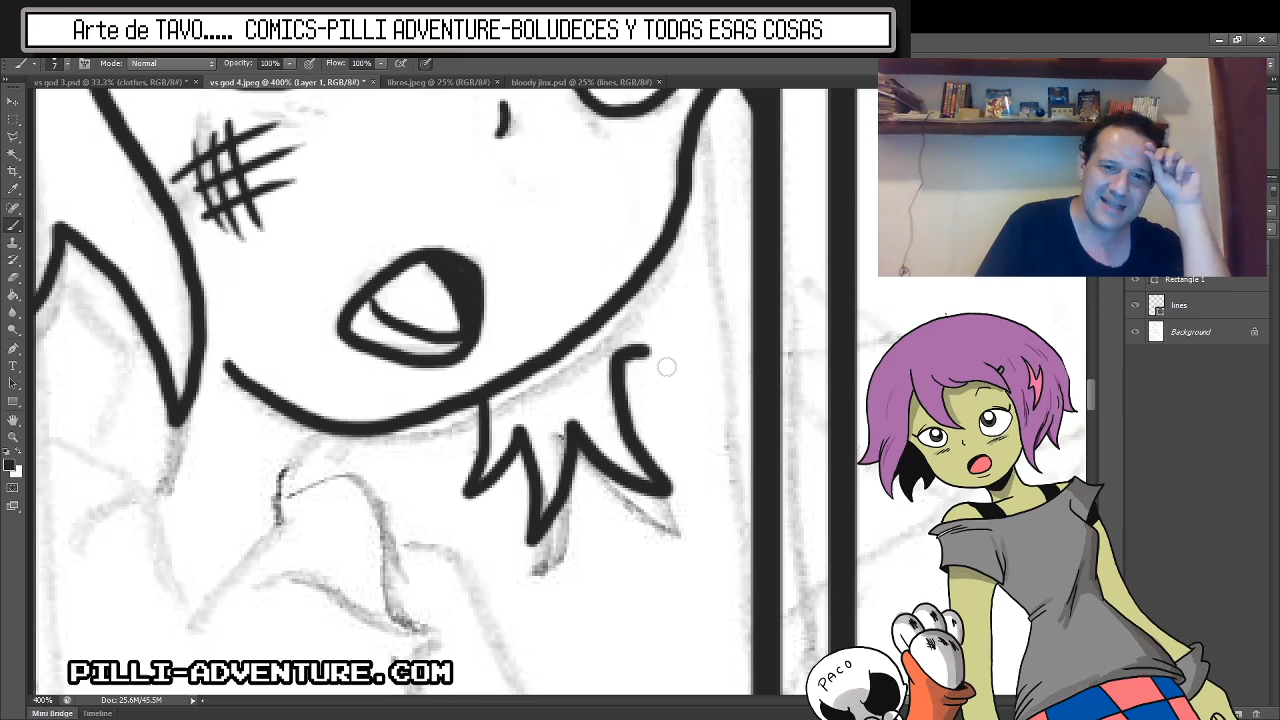 Arte de TAVO..... COMICS-PILLI ADVENTURE-BOLUDECES Y TODAS ESAS COSAS
7 Mode: Normal Opacity: 100% Flow: 100%
vs god 3.psd @ 33.3% (clothes, RGB/8#) * × vs god 4.jpeg @ 400% (Layer 1, RGB/8#) * × libros.jpeg @ 25% (RGB/8#) × bloody jinx.psd @ 25% (lines, RGB/8#) ×
Rectangle 1
lines
Background
PACO
PILLI-ADVENTURE.COM
400% Doc: 25.6M/45.5M
Mini Bridge Timeline